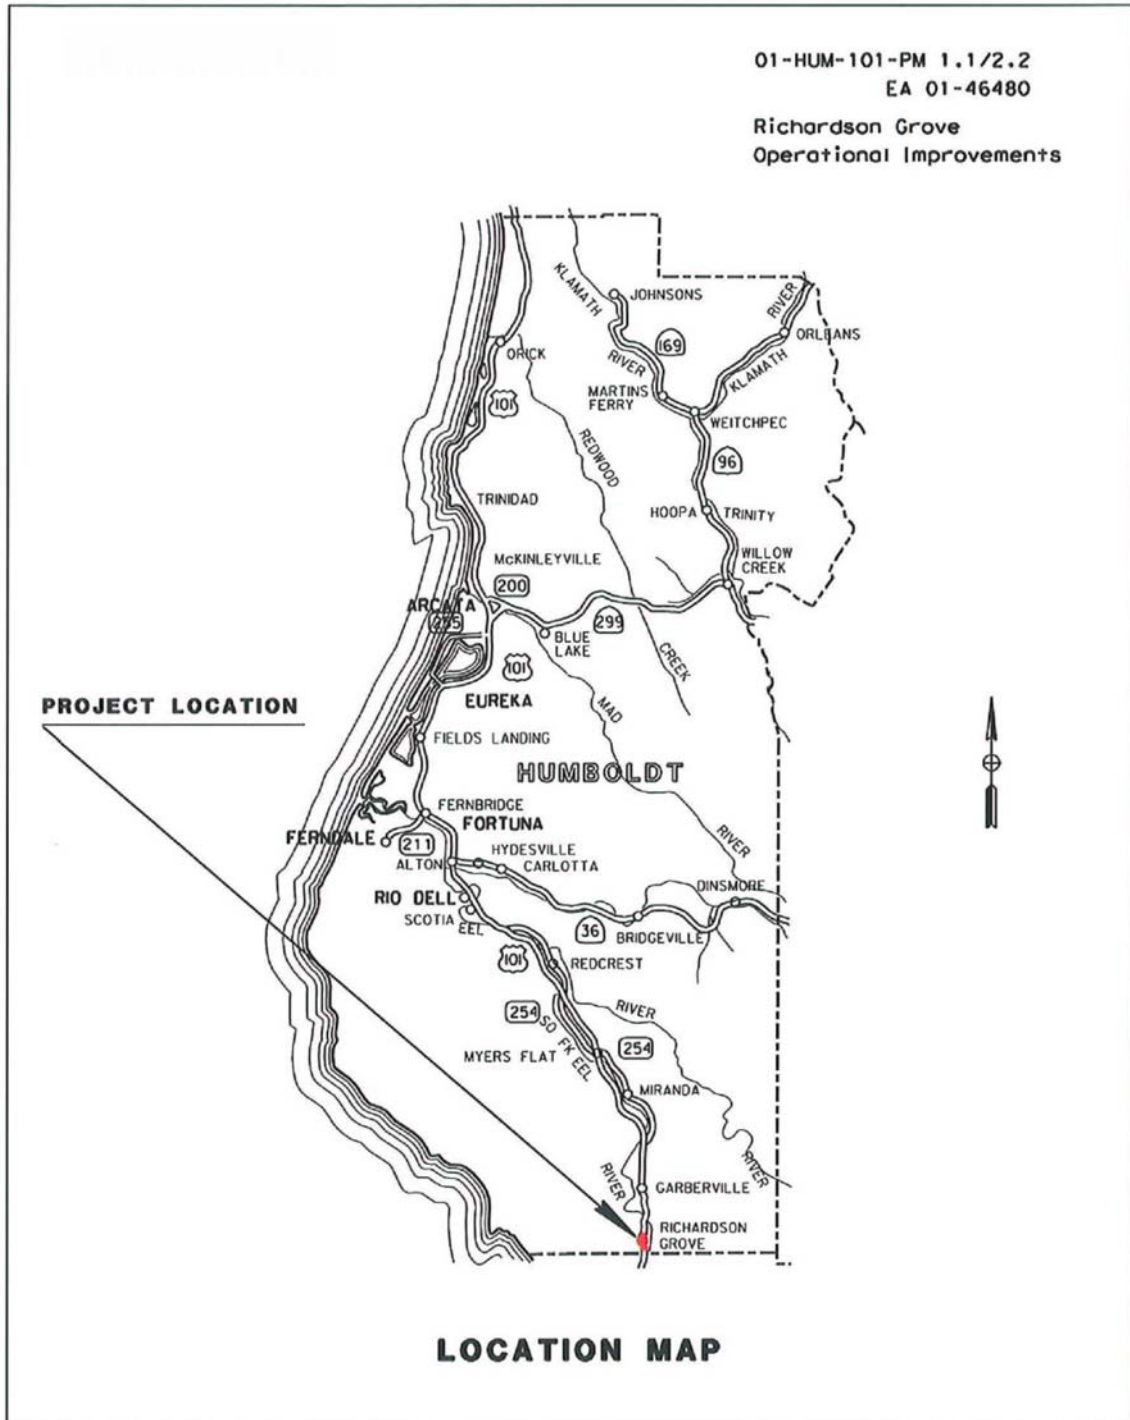 01-HUM-101-PM 1.1/2.2
EA 01-46480
Richardson Grove
Operational Improvements
KLAMATH
RIVER
JOHNSONS
169
RIVER
ORLEANS
KLAMATH
ORICK
101
MARTINS
FERRY
WEITCHPEC
REDWOOD
96
TRINIDAD
HOOPA
TRINITY
McKINLEYVILLE
WILLOW
CREEK
200
ARCATA
255
299
BLUE
LAKE
CREEK
101
PROJECT LOCATION
EUREKA
MAD
FIELDS LANDING
HUMBOLDT
FERNBRIDGE
FORTUNA
FERNDALE
211
RIVER
HYDESVILLE
ALTON
CARLOTTA
DINSMORE
RIO DELL
SCOTIA
EEL
36
BRIDGEVILLE
101
REDCREST
254
RIVER
SO FK EEL
MYERS FLAT
254
MIRANDA
RIVER
RIVER
GARBERVILLE
RICHARDSON
GROVE
LOCATION MAP